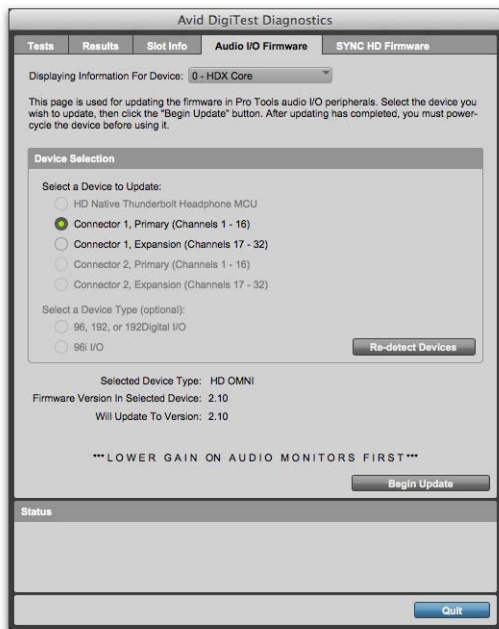 Avid DigiTest Diagnostics
Tests Results Slot Info Audio I/O Firmware SYNC HD Firmware
Displaying Information For Device: 0 - HDX Core
This page is used for updating the firmware in Pro Tools audio I/O peripherals. Select the device you
wish to update, then click the "Begin Update" button. After updating has completed, you must power-
cycle the device before using it.
Device Selection
Select a Device to Update:
HD Native Thunderbolt Headphone MCU
Connector 1, Primary (Channels 1 - 16)
Connector 1, Expansion (Channels 17 - 32)
Connector 2, Primary (Channels 1 - 16)
Connector 2, Expansion (Channels 17 - 32)
Select a Device Type (optional):
96, 192, or 192Digital I/O
96i I/O
Re-detect Devices
Selected Device Type: HD OMNI
Firmware Version In Selected Device: 2.10
Will Update To Version: 2.10
***LOWER GAIN ON AUDIO MONITORS FIRST***
Begin Update
Status
Quit